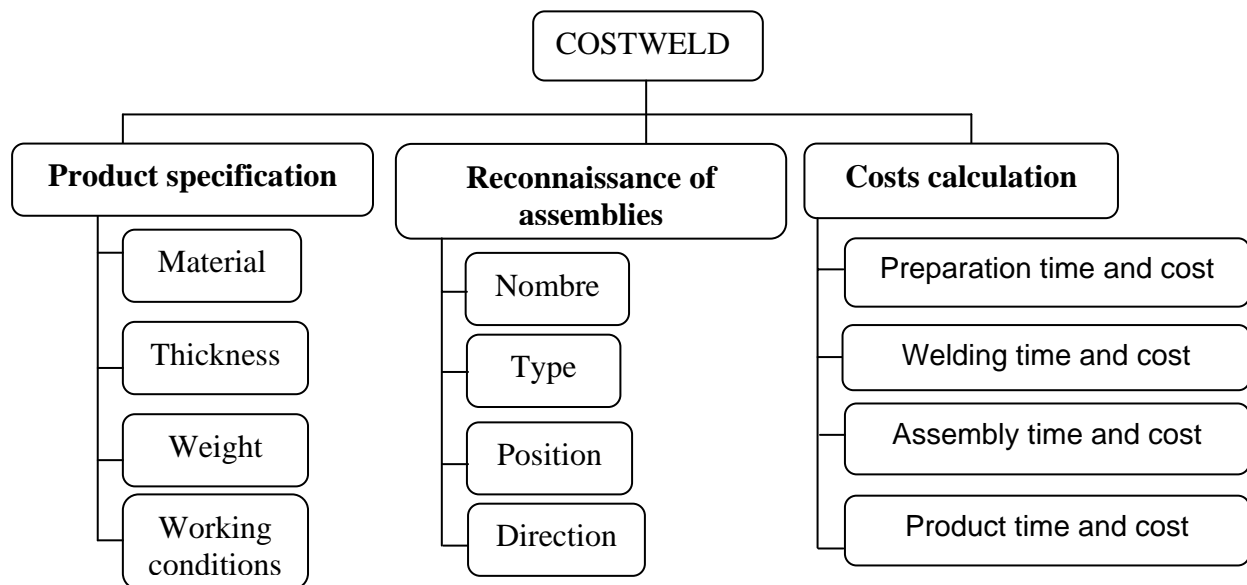 COSTWELD
Product specification
Material
Thickness
Weight
Working
conditions
Reconnaissance of
assemblies
Nombre
Type
Position
Direction
Costs calculation
Preparation time and cost
Welding time and cost
Assembly time and cost
Product time and cost